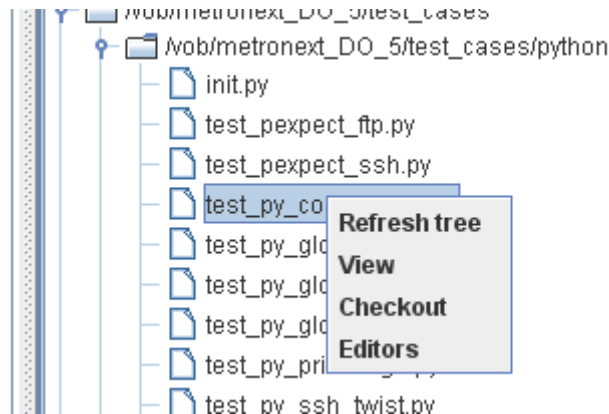 /vob/metronext_DO_5/test_cases
/vob/metronext_DO_5/test_cases/python
init.py
test_pexpect_ftp.py
test_pexpect_ssh.py
test_py_co
Refresh tree
test_py_glo
View
test_py_glo
Checkout
test_py_glo
Editors
test_py_pri
test_py_ssh_twist.py